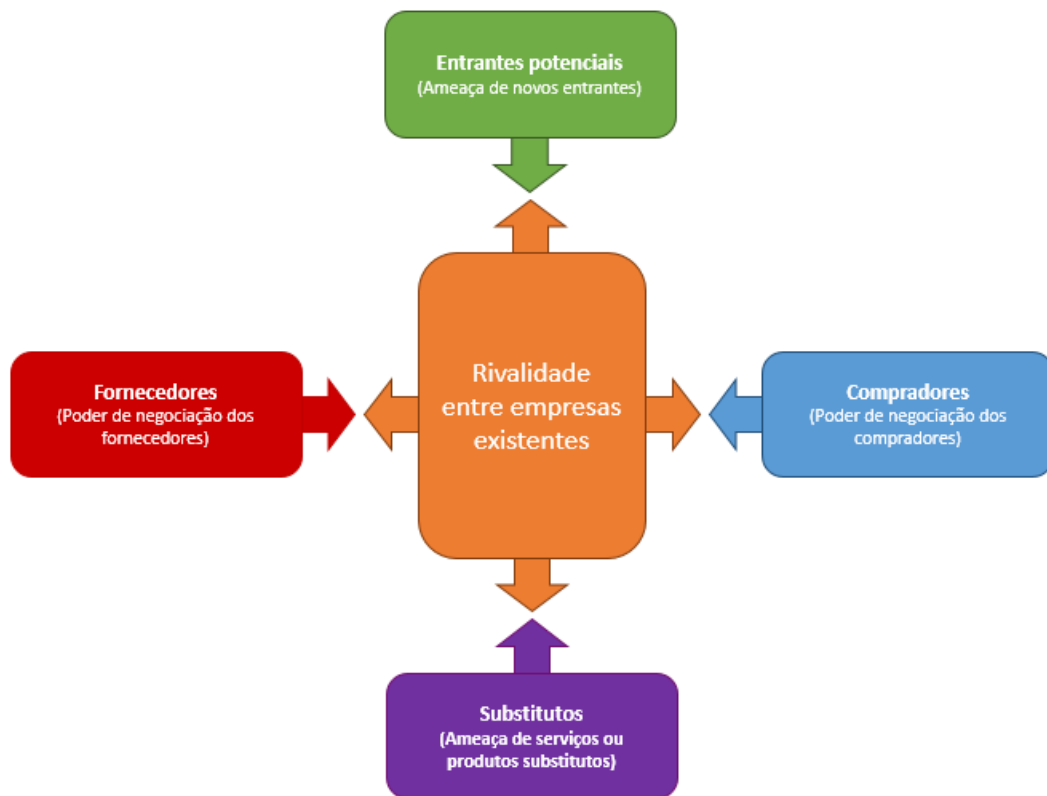 Entrantes potenciais
(Ameaça de novos entrantes)
Fornecedores
(Poder de negociação dos
fornecedores)
Rivalidade
entre empresas
existentes
Compradores
(Poder de negociação dos
compradores)
Substitutos
(Ameaça de serviços ou
produtos substitutos)